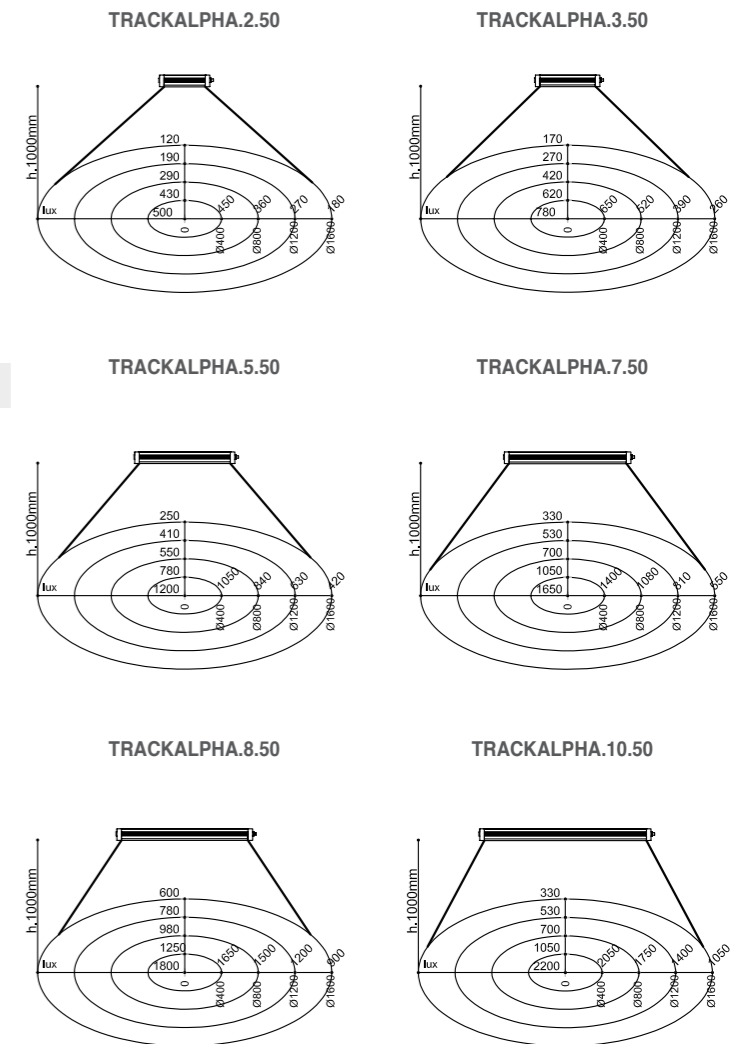 TRACKALPHA.2.50
h.1000mm
120
190
290
430
500
lux
0
450
360
270
180
Ø400
Ø800
Ø1200
Ø1600
TRACKALPHA.3.50
h.1000mm
170
270
420
620
780
lux
0
650
520
390
260
Ø400
Ø800
Ø1200
Ø1600
TRACKALPHA.5.50
h.1000mm
250
410
550
780
1200
lux
0
1050
840
630
420
Ø400
Ø800
Ø1200
Ø1600
TRACKALPHA.7.50
h.1000mm
330
530
700
1050
1650
lux
0
1400
1080
810
550
Ø400
Ø800
Ø1200
Ø1600
TRACKALPHA.8.50
h.1000mm
600
780
980
1250
1800
lux
0
1650
1500
1200
900
Ø400
Ø800
Ø1200
Ø1600
TRACKALPHA.10.50
h.1000mm
330
530
700
1050
2200
lux
0
2050
1750
1400
1050
Ø400
Ø800
Ø1200
Ø1600